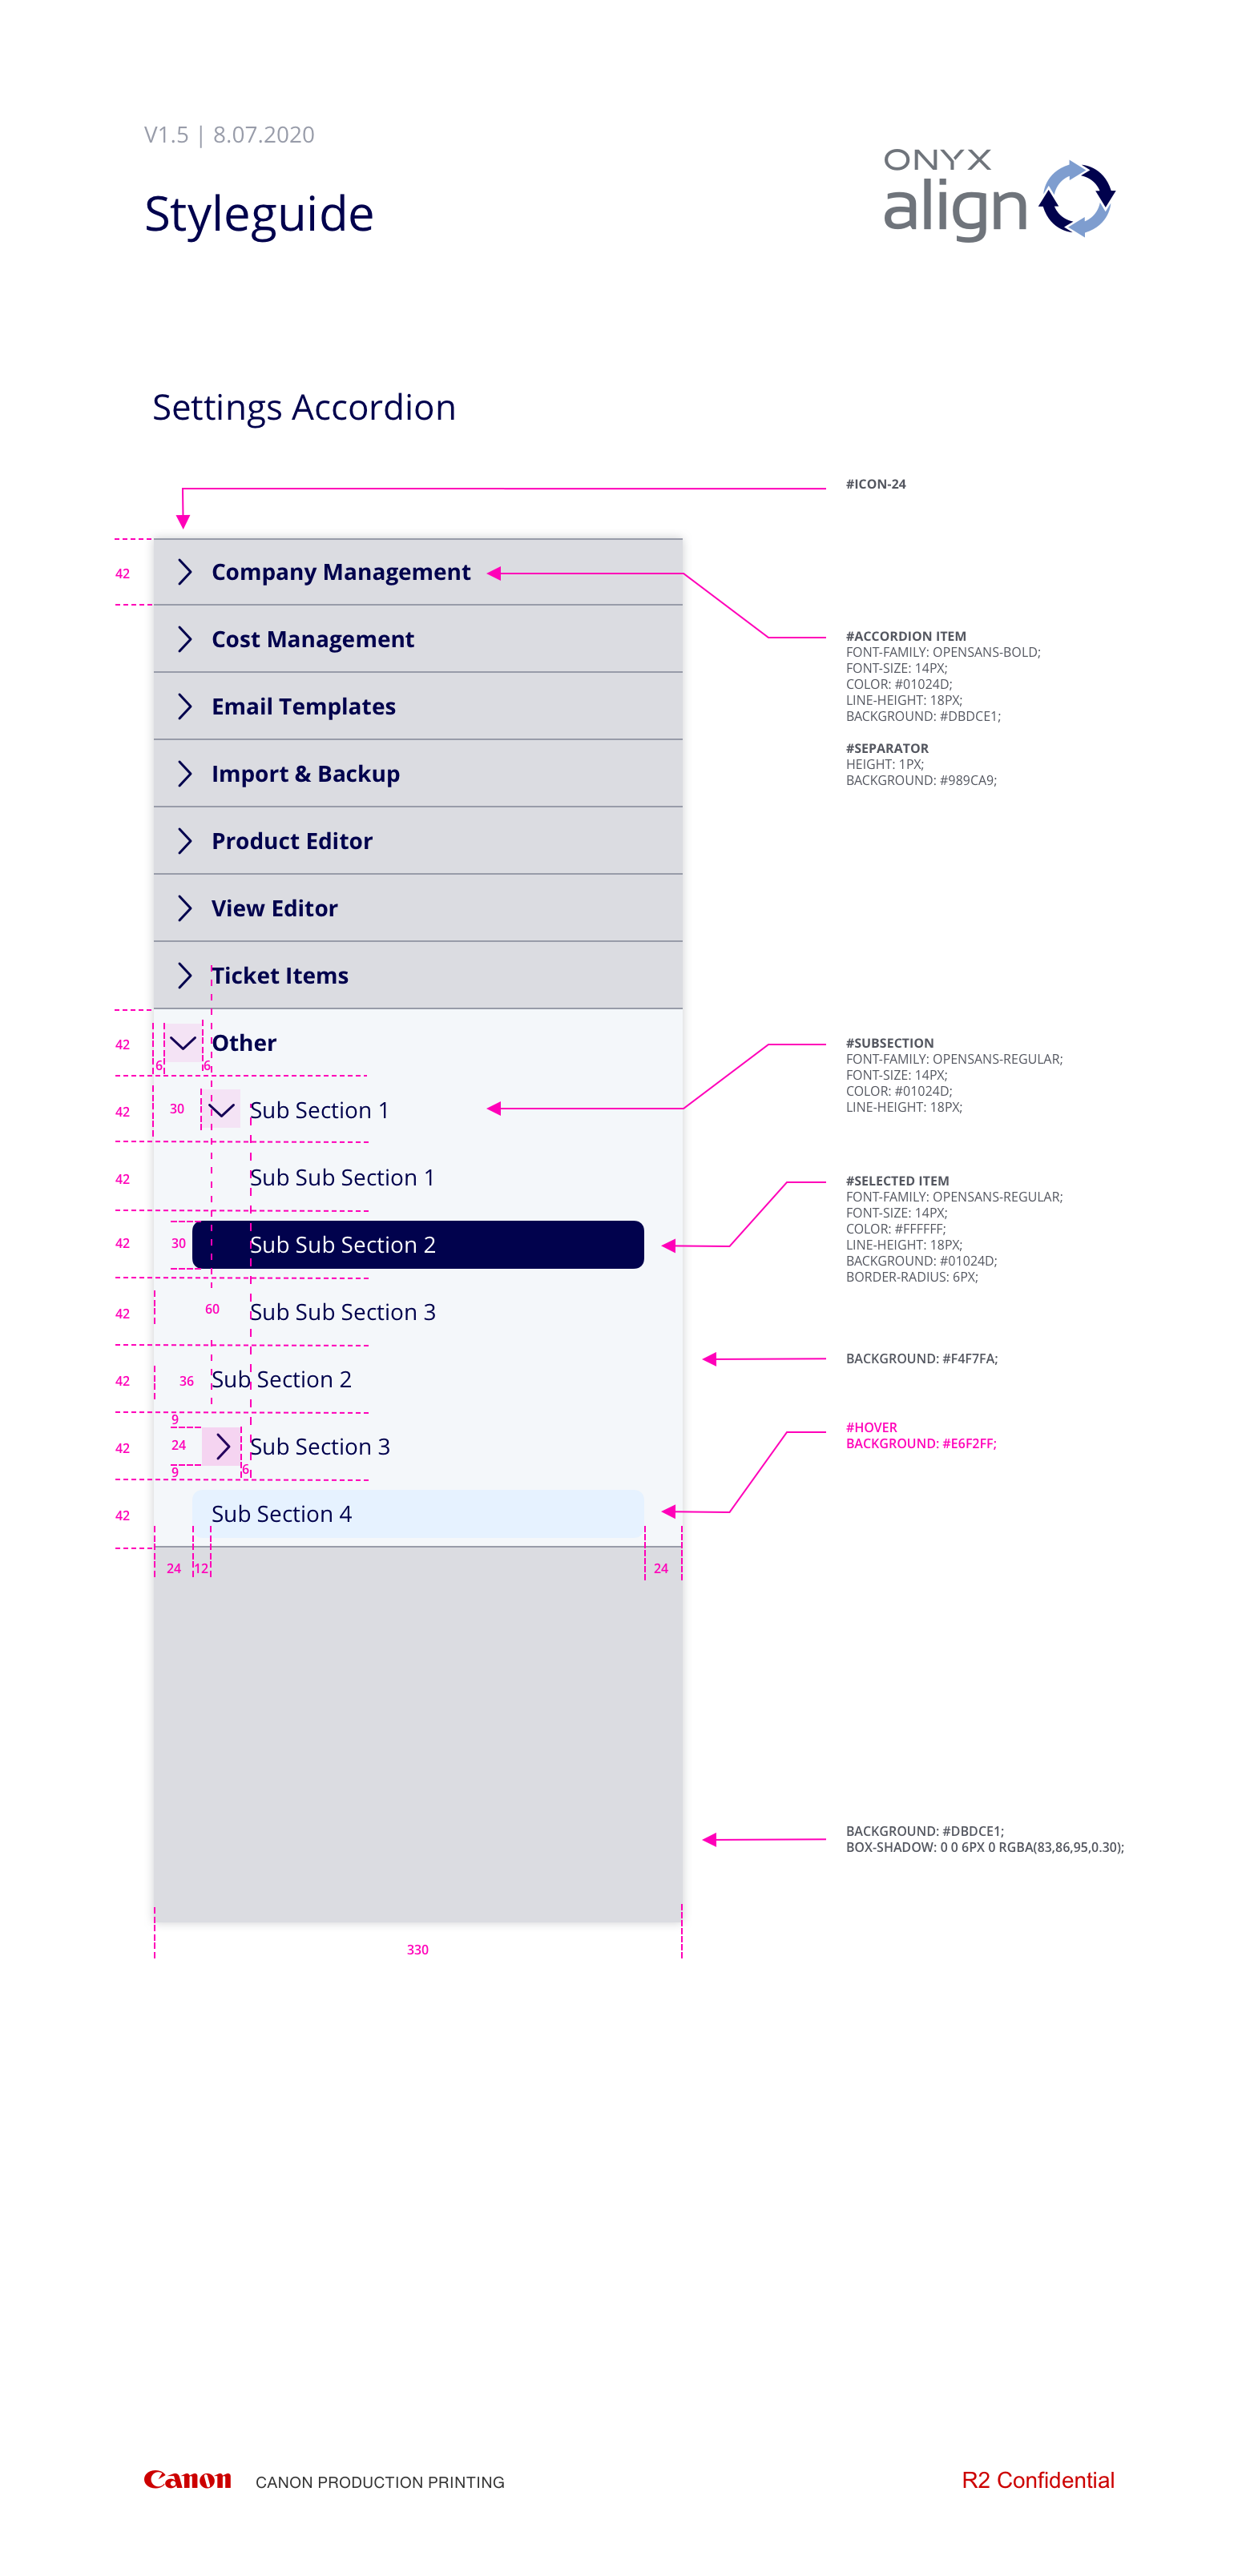 V1.5 | 8.07.2020
Styleguide
ONYX
align
Settings Accordion
#ICON-24
42
Company Management
Cost Management
#ACCORDION ITEM
FONT-FAMILY: OPENSANS-BOLD;
FONT-SIZE: 14PX;
COLOR: #01024D;
LINE-HEIGHT: 18PX;
BACKGROUND: #DBDCE1;
Email Templates
#SEPARATOR
HEIGHT: 1PX;
BACKGROUND: #989CA9;
Import & Backup
Product Editor
View Editor
Ticket Items
42
Other
6
6
#SUBSECTION
FONT-FAMILY: OPENSANS-REGULAR;
FONT-SIZE: 14PX;
COLOR: #01024D;
LINE-HEIGHT: 18PX;
42
30
Sub Section 1
42
Sub Sub Section 1
#SELECTED ITEM
FONT-FAMILY: OPENSANS-REGULAR;
FONT-SIZE: 14PX;
COLOR: #FFFFFF;
LINE-HEIGHT: 18PX;
BACKGROUND: #01024D;
BORDER-RADIUS: 6PX;
42
30
Sub Sub Section 2
42
60
Sub Sub Section 3
BACKGROUND: #F4F7FA;
42
36
Sub Section 2
9
42
24
Sub Section 3
9
6
#HOVER
BACKGROUND: #E6F2FF;
42
Sub Section 4
24
12
24
BACKGROUND: #DBDCE1;
BOX-SHADOW: 0 0 6PX 0 RGBA(83,86,95,0.30);
330
Canon
CANON PRODUCTION PRINTING
R2 Confidential